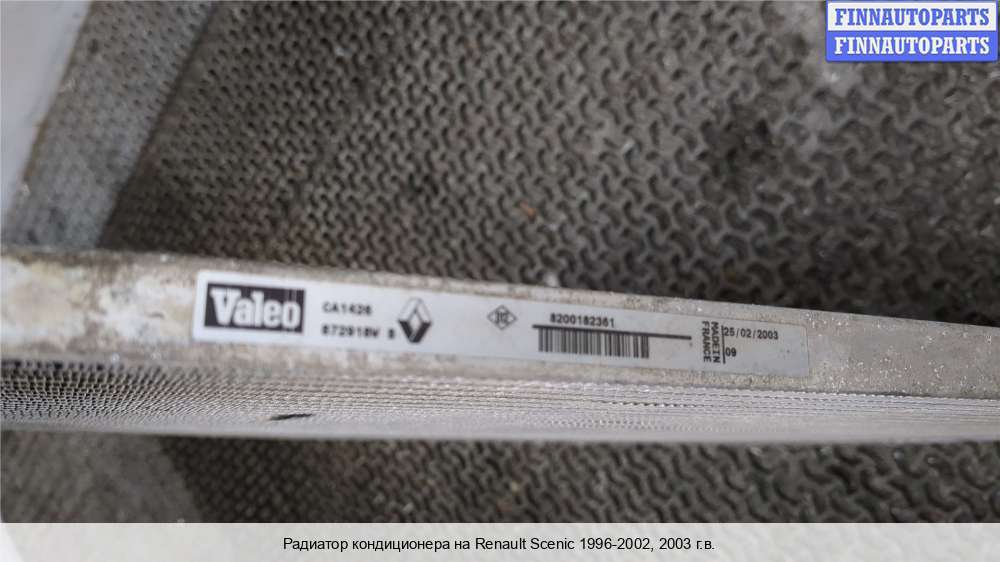 FINNAUTOPARTS
FINNAUTOPARTS
Valeo
CA1426
872918W B
8200182361
MADE IN
FRANCE
25/02/2003
09
Радиатор кондиционера на Renault Scenic 1996-2002, 2003 г.в.